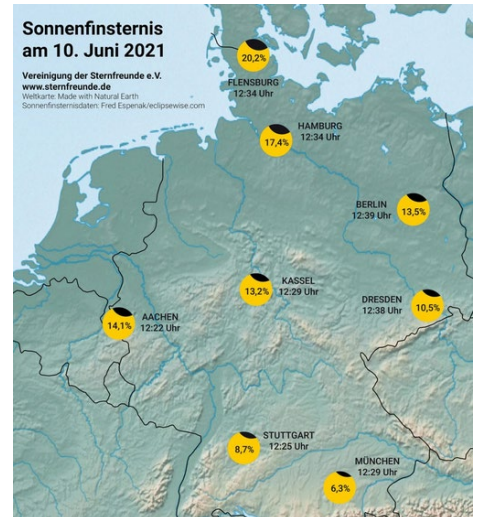 Sonnenfinsternis
am 10. Juni 2021
Vereinigung der Sternfreunde e.V.
www.sternfreunde.de
Weltkarte: Made with Natural Earth
Sonnenfinsternisdaten: Fred Espenak/eclipsewise.com
20,2%
FLENSBURG
12:34 Uhr
17,4%
HAMBURG
12:34 Uhr
BERLIN
12:39 Uhr
13,5%
13,2%
KASSEL
12:29 Uhr
DRESDEN
12:38 Uhr
10,5%
14,1%
AACHEN
12:22 Uhr
8,7%
STUTTGART
12:25 Uhr
MÜNCHEN
12:29 Uhr
6,3%